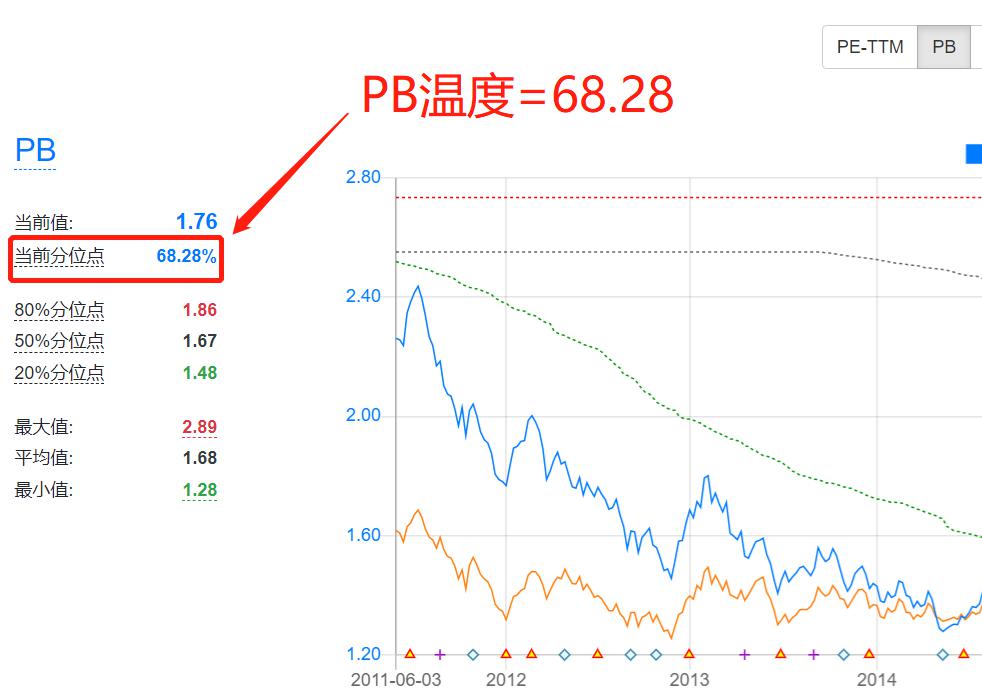 PE-TTM PB
PB温度=68.28
PB
当前值: 1.76
当前分位点 68.28%
80%分位点 1.86
50%分位点 1.67
20%分位点 1.48
最大值: 2.89
平均值: 1.68
最小值: 1.28
2.80
2.40
2.00
1.60
1.20
2011-06-03 2012 2013 2014